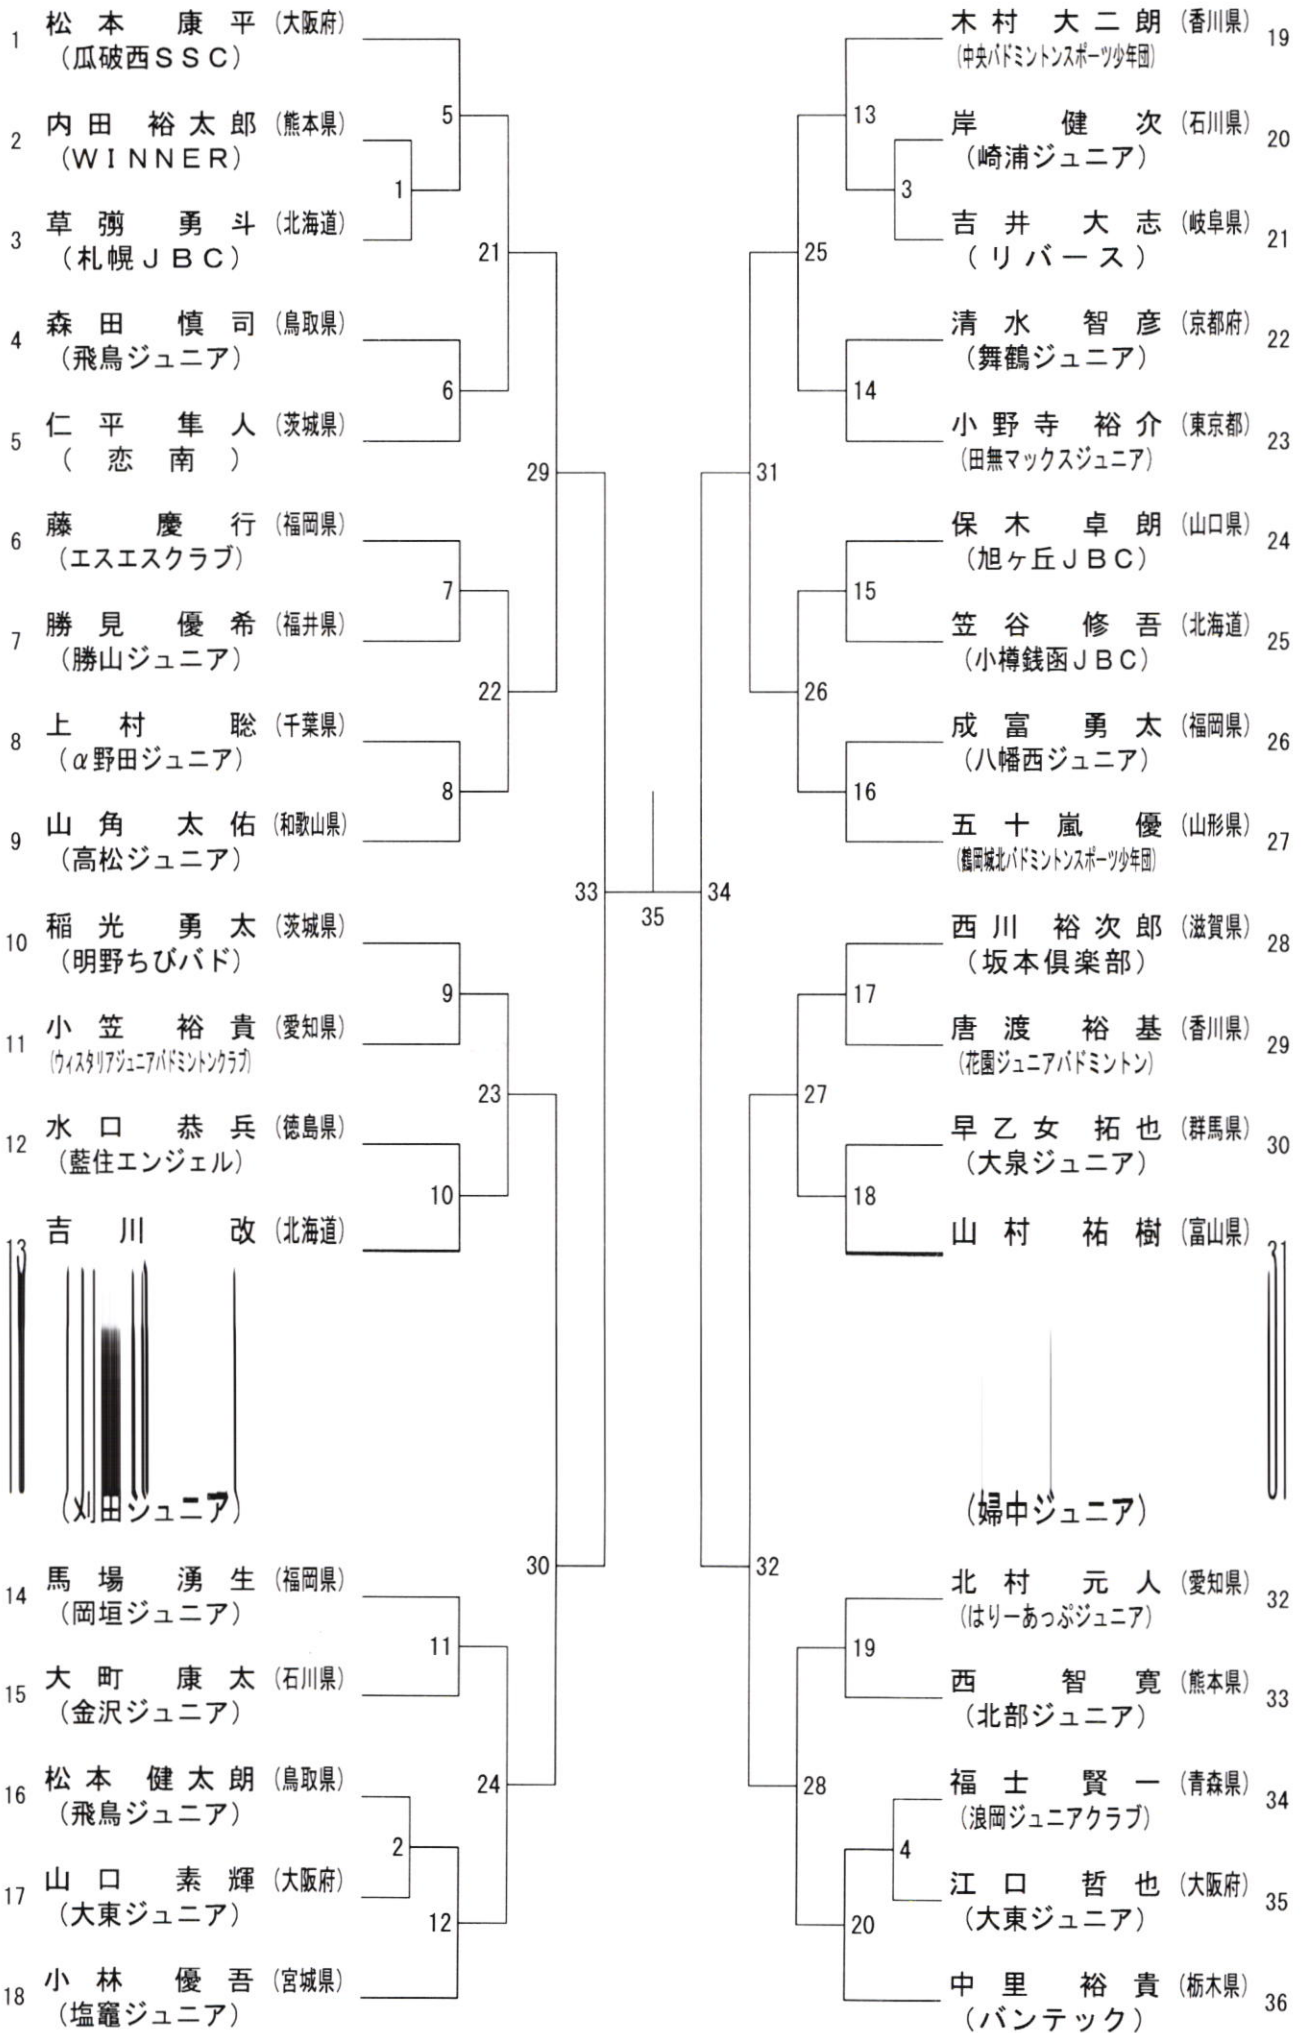 1 松本 康平 (大阪府)
(瓜破西SSC)
2 内田 裕太郎 (熊本県)
(WINNER)
3 草彅 勇斗 (北海道)
(札幌JBC)
4 森田 慎司 (鳥取県)
(飛鳥ジュニア)
5 仁平 隼人 (茨城県)
(恋南)
6 藤 慶行 (福岡県)
(エスエスクラブ)
7 勝見 優希 (福井県)
(勝山ジュニア)
8 上村 聡 (千葉県)
(α野田ジュニア)
9 山角 太佑 (和歌山県)
(高松ジュニア)
10 稲光 勇太 (茨城県)
(明野ちびバド)
11 小笠 裕貴 (愛知県)
(ウィスタリアジュニアバドミントンクラブ)
12 水口 恭兵 (徳島県)
(藍住エンジェル)
13 吉川 改 (北海道)
(刈田ジュニア)
14 馬場 湧生 (福岡県)
(岡垣ジュニア)
15 大町 康太 (石川県)
(金沢ジュニア)
16 松本 健太朗 (鳥取県)
(飛鳥ジュニア)
17 山口 素輝 (大阪府)
(大東ジュニア)
18 小林 優吾 (宮城県)
(塩竈ジュニア)
1
2
5
6
7
8
9
10
11
12
21
22
23
24
29
30
33
35
34
31
32
25
26
27
28
13
14
15
16
17
18
19
20
3
4
木村 大二朗 (香川県) 19
(中央バドミントンスポーツ少年団)
岸 健次 (石川県) 20
(崎浦ジュニア)
吉井 大志 (岐阜県) 21
(リバース)
清水 智彦 (京都府) 22
(舞鶴ジュニア)
小野寺 裕介 (東京都) 23
(田無マックスジュニア)
保木 卓朗 (山口県) 24
(旭ヶ丘JBC)
笠谷 修吾 (北海道) 25
(小樽銭函JBC)
成富 勇太 (福岡県) 26
(八幡西ジュニア)
五十嵐 優 (山形県) 27
(鶴岡城北バドミントンスポーツ少年団)
西川 裕次郎 (滋賀県) 28
(坂本倶楽部)
唐渡 裕基 (香川県) 29
(花園ジュニアバドミントン)
早乙女 拓也 (群馬県) 30
(大泉ジュニア)
山村 祐樹 (富山県) 31
(婦中ジュニア)
北村 元人 (愛知県) 32
(はりーあっぷジュニア)
西 智寛 (熊本県) 33
(北部ジュニア)
福士 賢一 (青森県) 34
(浪岡ジュニアクラブ)
江口 哲也 (大阪府) 35
(大東ジュニア)
中里 裕貴 (栃木県) 36
(バンテック)